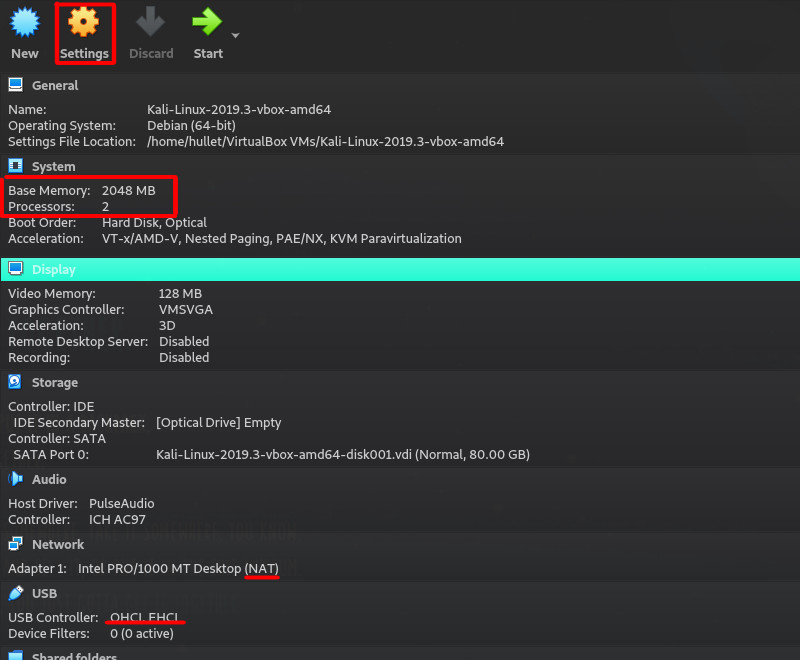 New Settings Discard Start
General
Name: Kali-Linux-2019.3-vbox-amd64
Operating System: Debian (64-bit)
Settings File Location: /home/hullet/VirtualBox VMs/Kali-Linux-2019.3-vbox-amd64
System
Base Memory: 2048 MB
Processors: 2
Boot Order: Hard Disk, Optical
Acceleration: VT-x/AMD-V, Nested Paging, PAE/NX, KVM Paravirtualization
Display
Video Memory: 128 MB
Graphics Controller: VMSVGA
Acceleration: 3D
Remote Desktop Server: Disabled
Recording: Disabled
Storage
Controller: IDE
IDE Secondary Master: [Optical Drive] Empty
Controller: SATA
SATA Port 0: Kali-Linux-2019.3-vbox-amd64-disk001.vdi (Normal, 80.00 GB)
Audio
Host Driver: PulseAudio
Controller: ICH AC97
Network
Adapter 1: Intel PRO/1000 MT Desktop (NAT)
USB
USB Controller: OHCI, EHCI
Device Filters: 0 (0 active)
Shared folders